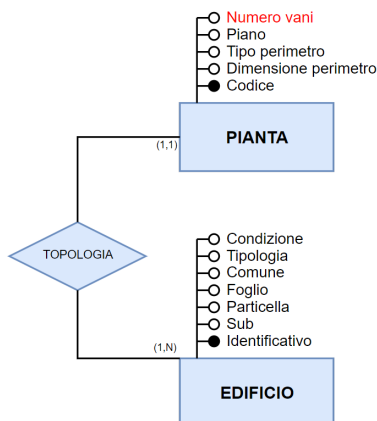 Numero vani
Piano
Tipo perimetro
Dimensione perimetro
Codice
PIANTA
(1,1)
TOPOLOGIA
Condizione
Tipologia
Comune
Foglio
Particella
Sub
Identificativo
(1,N)
EDIFICIO